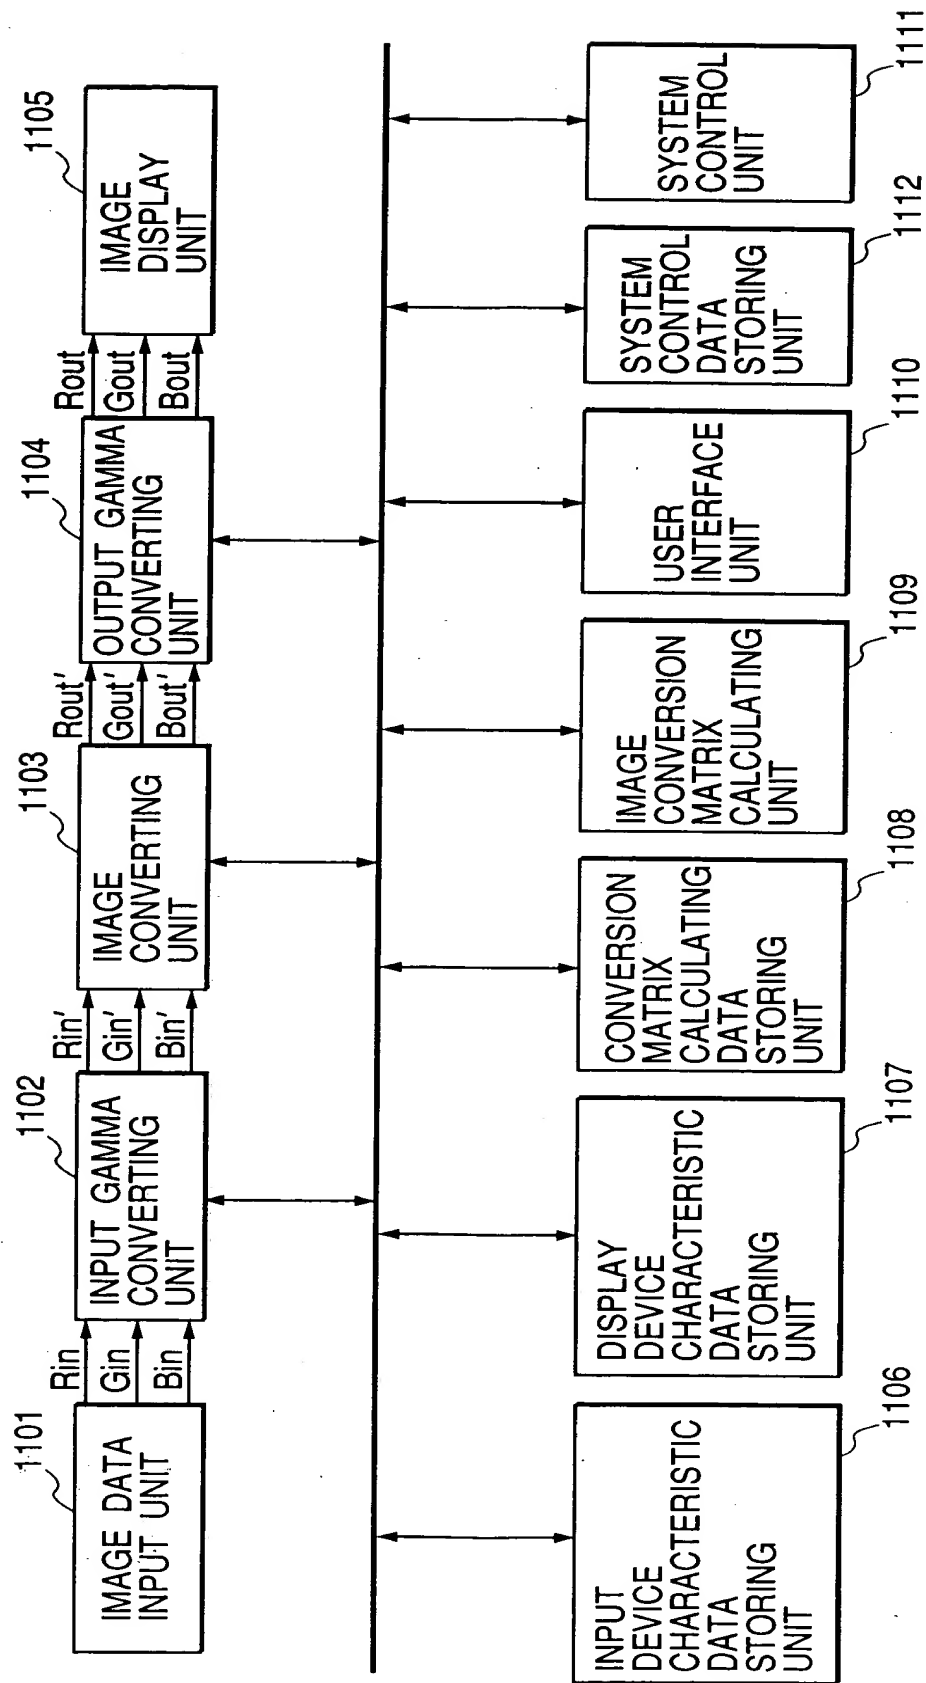 1101
IMAGE DATA
INPUT UNIT
Rin
Gin
Bin
1102
INPUT GAMMA
CONVERTING
UNIT
Rin'
Gin'
Bin'
1103
IMAGE
CONVERTING
UNIT
Rout'
Gout'
Bout'
1104
OUTPUT GAMMA
CONVERTING
UNIT
Rout
Gout
Bout
1105
IMAGE
DISPLAY
UNIT
INPUT
DEVICE
CHARACTERISTIC
DATA
STORING
UNIT
1106
DISPLAY
DEVICE
CHARACTERISTIC
DATA
STORING
UNIT
1107
CONVERSION
MATRIX
CALCULATING
DATA
STORING
UNIT
1108
IMAGE
CONVERSION
MATRIX
CALCULATING
UNIT
1109
USER
INTERFACE
UNIT
1110
SYSTEM
CONTROL
DATA
STORING
UNIT
1112
SYSTEM
CONTROL
UNIT
1111